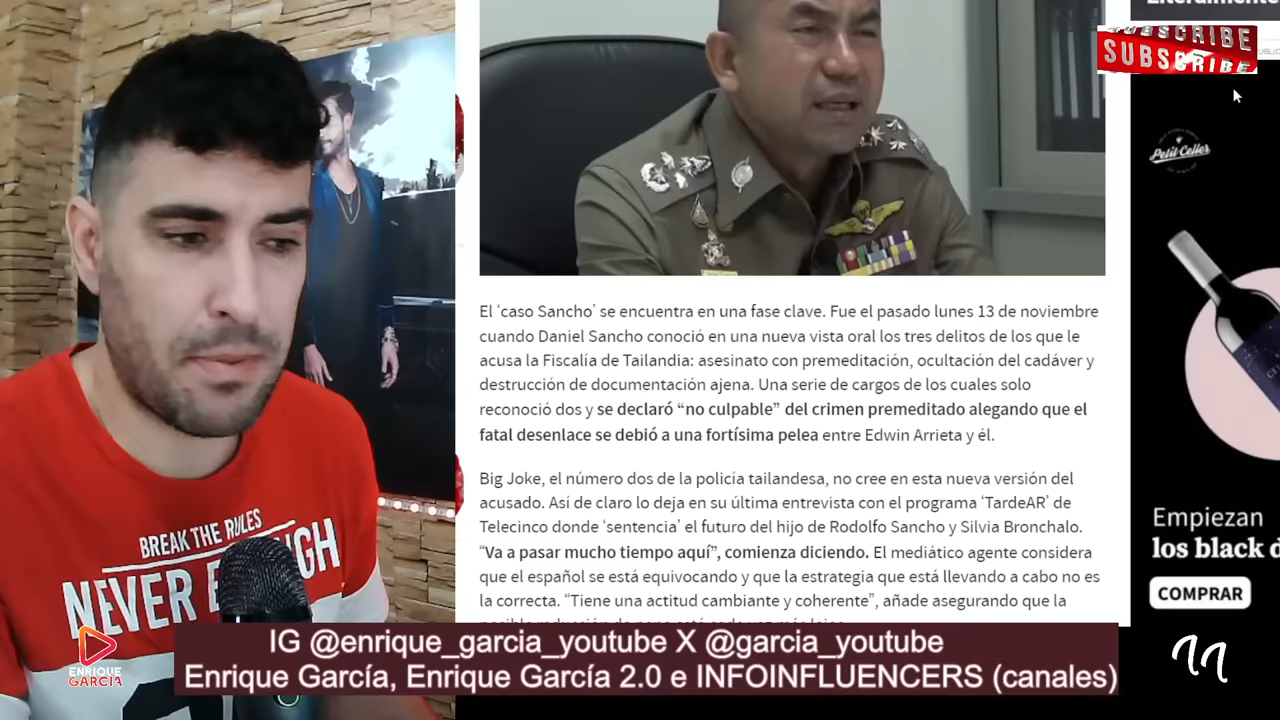 SUBSCRIBE
SUBSCRIBE
Petit Celler
El ‘caso Sancho’ se encuentra en una fase clave. Fue el pasado lunes 13 de noviembre
cuando Daniel Sancho conoció en una nueva vista oral los tres delitos de los que le
acusa la Fiscalía de Tailandia: asesinato con premeditación, ocultación del cadáver y
destrucción de documentación ajena. Una serie de cargos de los cuales solo
reconoció dos y se declaró “no culpable” del crimen premeditado alegando que el
fatal desenlace se debió a una fortísima pelea entre Edwin Arrieta y él.
Big Joke, el número dos de la policía tailandesa, no cree en esta nueva versión del
acusado. Así de claro lo deja en su última entrevista con el programa ‘TardeAR’ de
Telecinco donde ‘sentencia’ el futuro del hijo de Rodolfo Sancho y Silvia Bronchalo.
“Va a pasar mucho tiempo aquí”, comienza diciendo. El mediático agente considera
que el español se está equivocando y que la estrategia que está llevando a cabo no es
la correcta. “Tiene una actitud cambiante y coherente”, añade asegurando que la
Empiezan
los black d
COMPRAR
BREAK THE RULES
NEVER
ENRIQUE
GARCÍA
IG @enrique_garcia_youtube X @garcia_youtube
Enrique García, Enrique García 2.0 e INFOINFLUENCERS (canales)